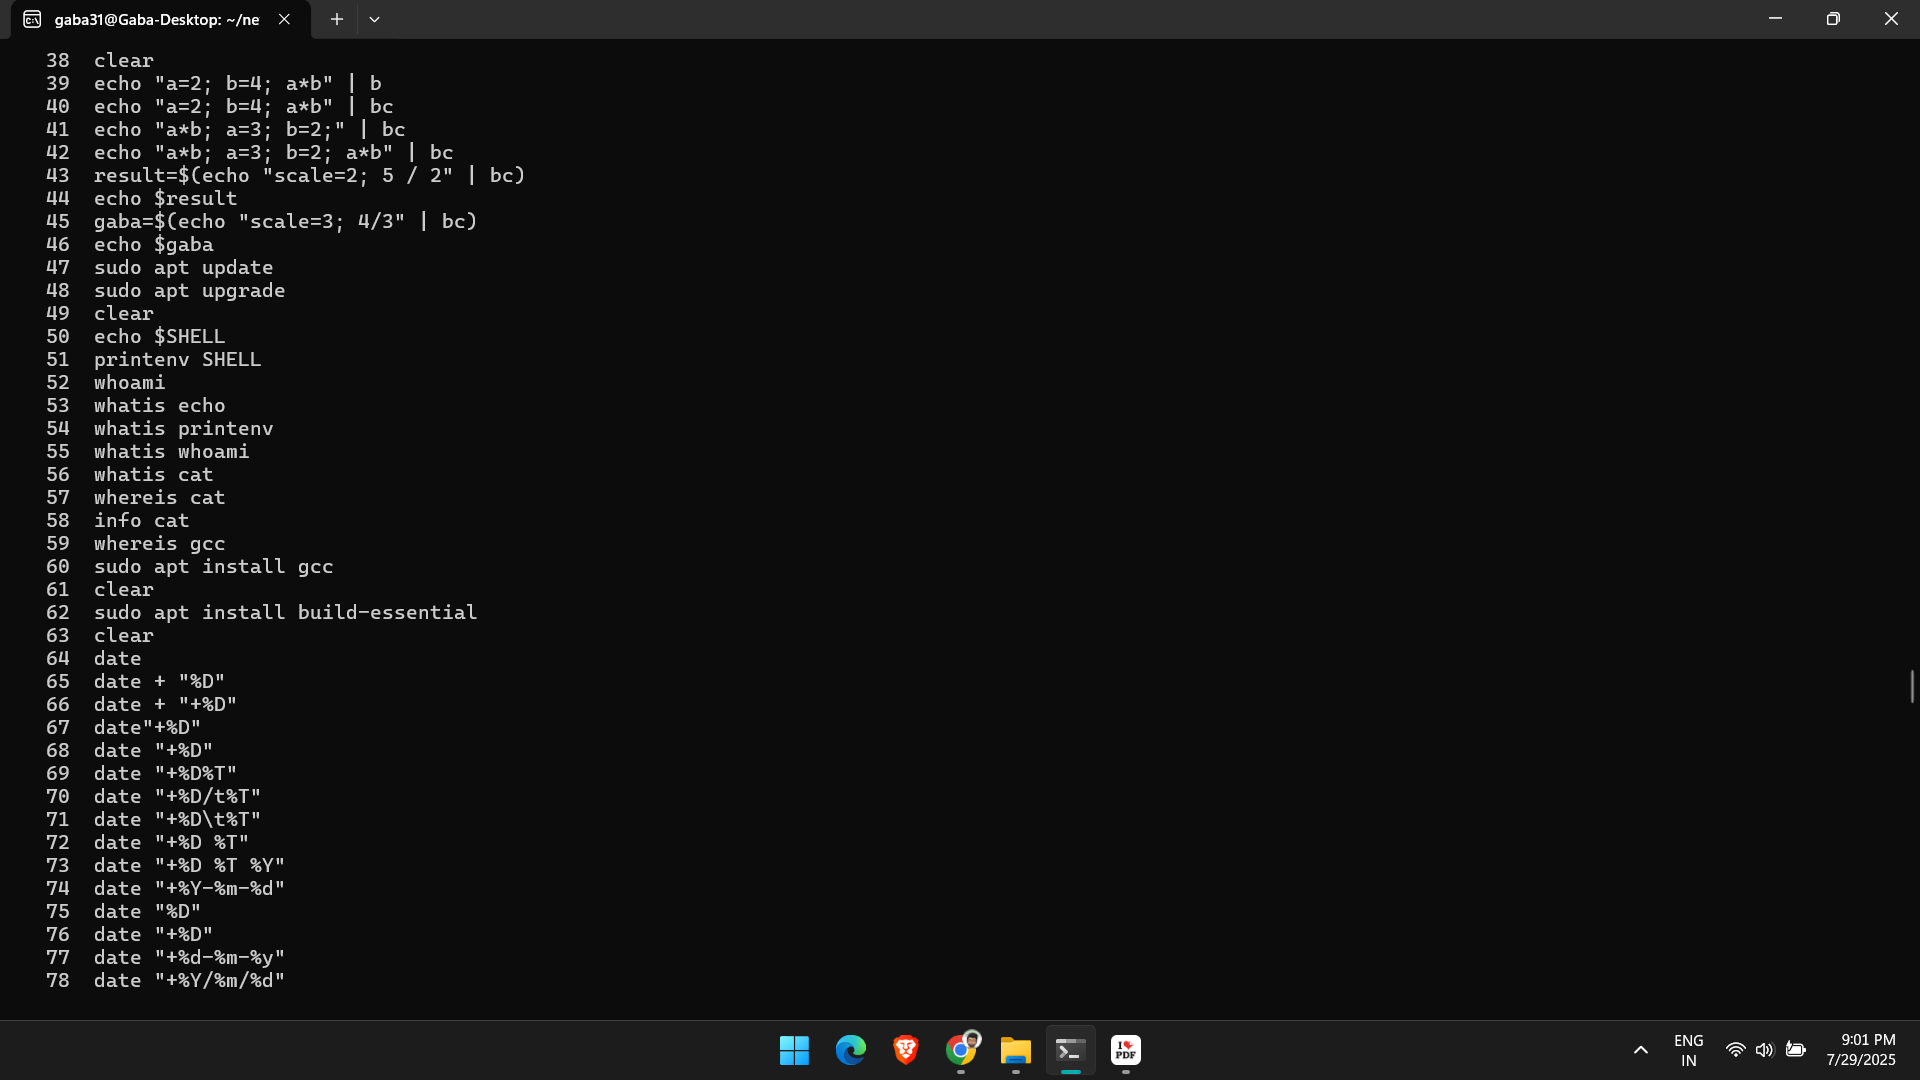 gaba31@Gaba-Desktop: ~/ne
38 clear
39 echo "a=2; b=4; a*b" | b
40 echo "a=2; b=4; a*b" | bc
41 echo "a*b; a=3; b=2;" | bc
42 echo "a*b; a=3; b=2; a*b" | bc
43 result=$(echo "scale=2; 5 / 2" | bc)
44 echo $result
45 gaba=$(echo "scale=3; 4/3" | bc)
46 echo $gaba
47 sudo apt update
48 sudo apt upgrade
49 clear
50 echo $SHELL
51 printenv SHELL
52 whoami
53 whatis echo
54 whatis printenv
55 whatis whoami
56 whatis cat
57 whereis cat
58 info cat
59 whereis gcc
60 sudo apt install gcc
61 clear
62 sudo apt install build-essential
63 clear
64 date
65 date + "%D"
66 date + "+%D"
67 date"+%D"
68 date "+%D"
69 date "+%D%T"
70 date "+%D/t%T"
71 date "+%D\t%T"
72 date "+%D %T"
73 date "+%D %T %Y"
74 date "+%Y-%m-%d"
75 date "%D"
76 date "+%D"
77 date "+%d-%m-%y"
78 date "+%Y/%m/%d"
I PDF
ENG
IN
9:01 PM
7/29/2025